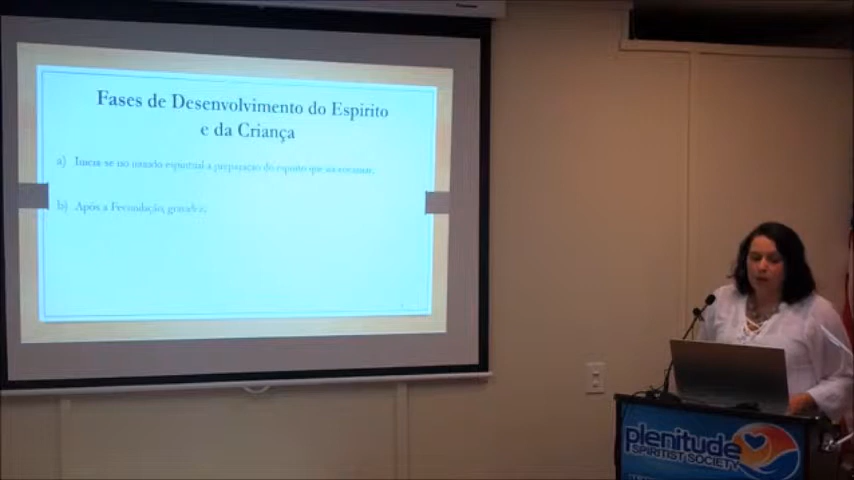 Fases de Desenvolvimento do Espirito
e da Criança
a) Inicia-se no mundo espiritual a preparação do espirito que vai reencarnar.
b) Após a Fecundação, gravidez.
plenitude
SPIRITIST SOCIETY